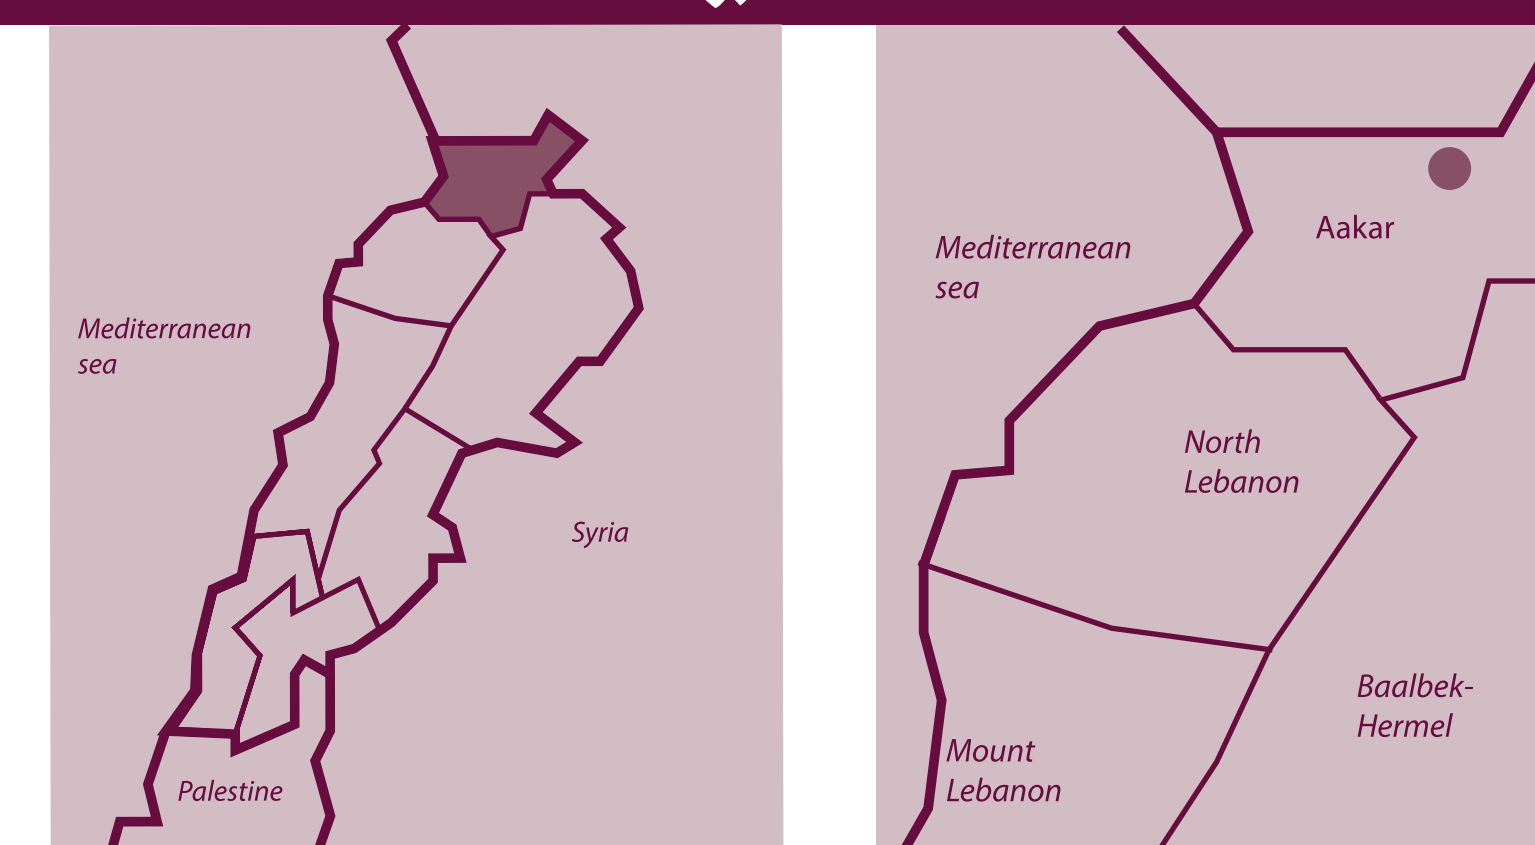 Mediterranean
sea
Syria
Palestine
Mediterranean
sea
Aakar
North
Lebanon
Baalbek-
Hermel
Mount
Lebanon